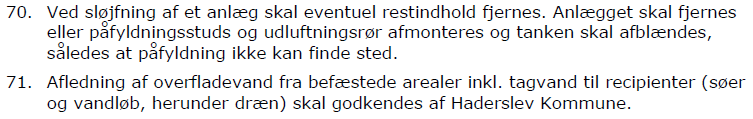 70. Ved sløjfning af et anlæg skal eventuel restindhold fjernes. Anlægget skal fjernes
eller påfyldningsstuds og udluftningsrør afmonteres og tanken skal afblændes,
således at påfyldning ikke kan finde sted.
71. Afledning af overfladevand fra befæstede arealer inkl. tagvand til recipienter (søer
og vandløb, herunder dræn) skal godkendes af Haderslev Kommune.